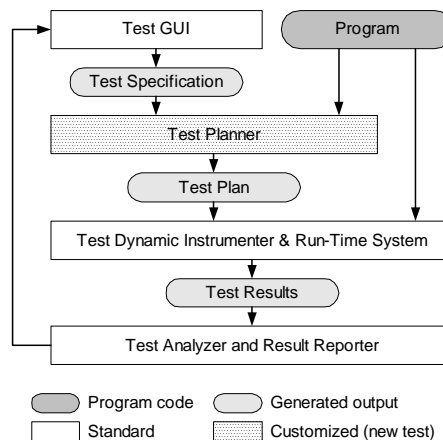 Test GUI
Program
Test Specification
Test Planner
Test Plan
Test Dynamic Instrumenter & Run-Time System
Test Results
Test Analyzer and Result Reporter
Program code
Generated output
Standard
Customized (new test)